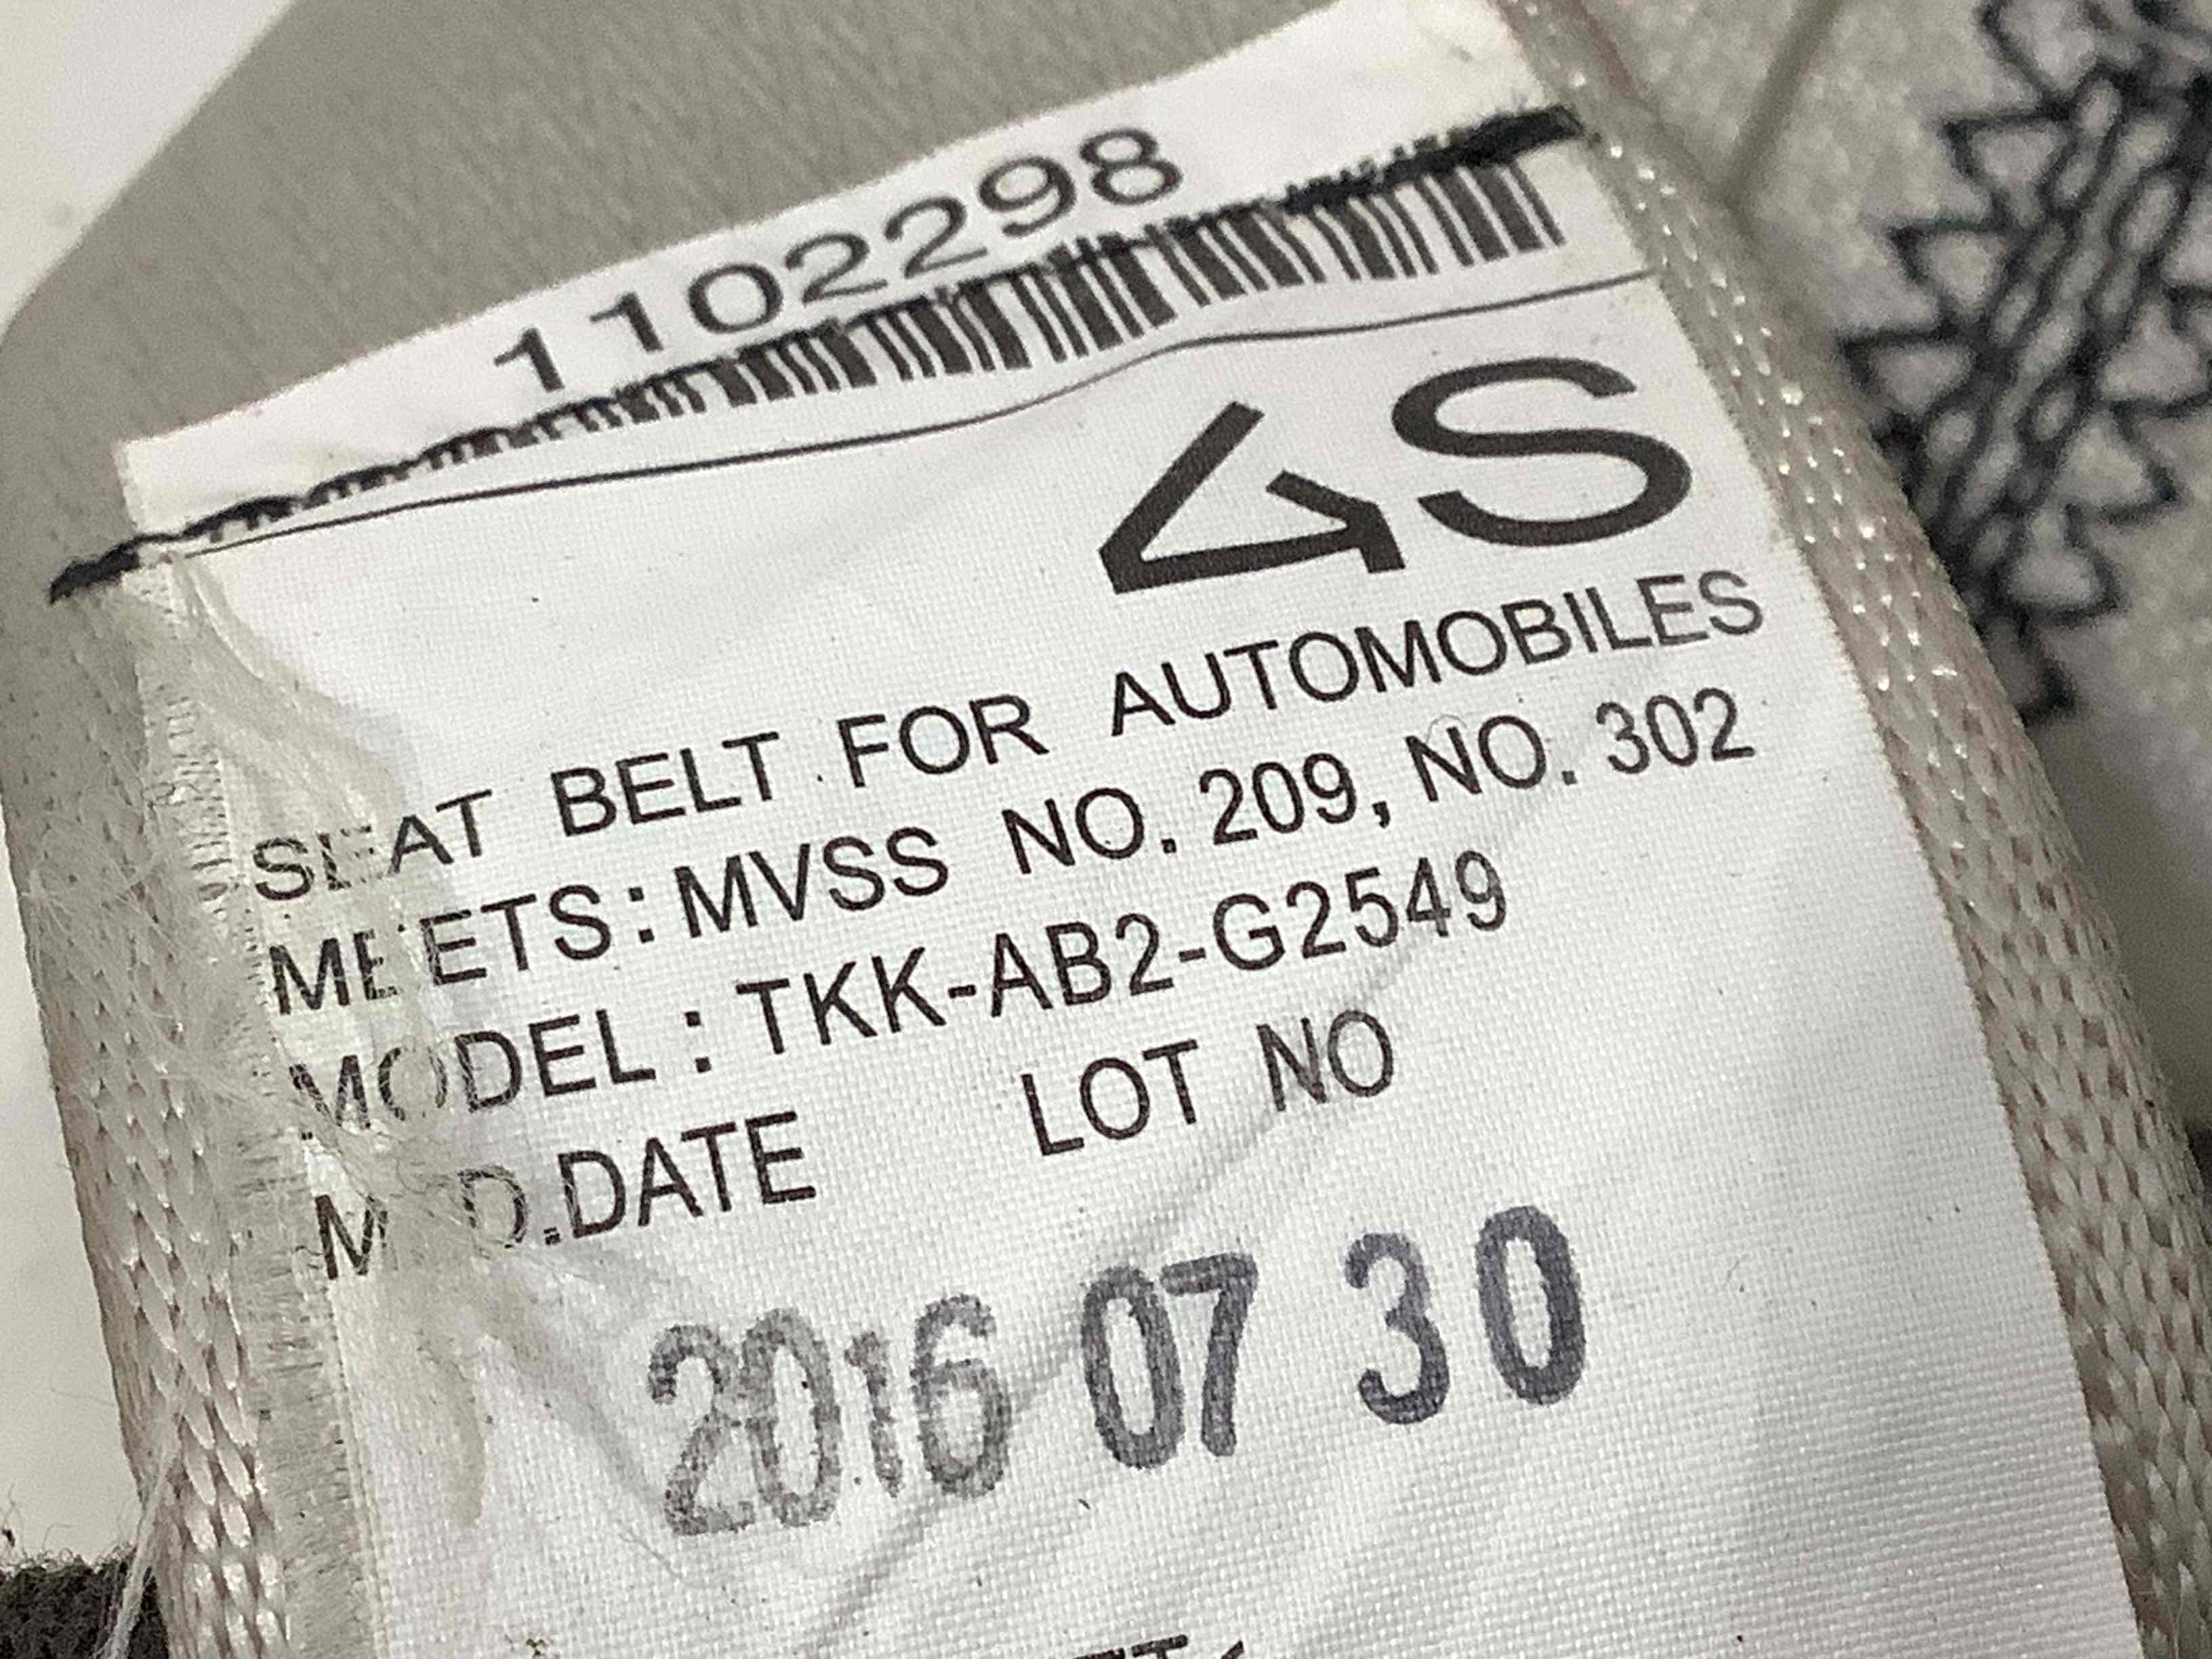 1102298
S
SEAT BELT FOR AUTOMOBILES
MEETS: MVSS NO. 209, NO. 302
MODEL : TKK-AB2-G2549
MFD.DATE LOT NO
2016 07 30